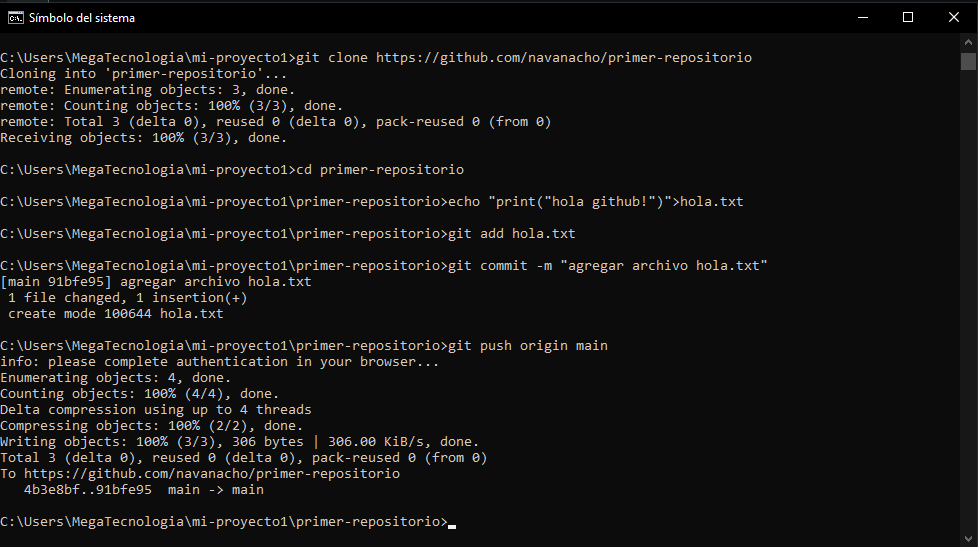 Símbolo del sistema
C:\Users\MegaTecnologia\mi-proyecto1>git clone https://github.com/navanacho/primer-repositorio
Cloning into 'primer-repositorio'...
remote: Enumerating objects: 3, done.
remote: Counting objects: 100% (3/3), done.
remote: Total 3 (delta 0), reused 0 (delta 0), pack-reused 0 (from 0)
Receiving objects: 100% (3/3), done.
C:\Users\MegaTecnologia\mi-proyecto1>cd primer-repositorio
C:\Users\MegaTecnologia\mi-proyecto1\primer-repositorio>echo "print("hola github!")">hola.txt
C:\Users\MegaTecnologia\mi-proyecto1\primer-repositorio>git add hola.txt
C:\Users\MegaTecnologia\mi-proyecto1\primer-repositorio>git commit -m "agregar archivo hola.txt"
[main 91bfe95] agregar archivo hola.txt
 1 file changed, 1 insertion(+)
 create mode 100644 hola.txt
C:\Users\MegaTecnologia\mi-proyecto1\primer-repositorio>git push origin main
info: please complete authentication in your browser...
Enumerating objects: 4, done.
Counting objects: 100% (4/4), done.
Delta compression using up to 4 threads
Compressing objects: 100% (2/2), done.
Writing objects: 100% (3/3), 306 bytes | 306.00 KiB/s, done.
Total 3 (delta 0), reused 0 (delta 0), pack-reused 0 (from 0)
To https://github.com/navanacho/primer-repositorio
   4b3e8bf..91bfe95  main -> main
C:\Users\MegaTecnologia\mi-proyecto1\primer-repositorio>